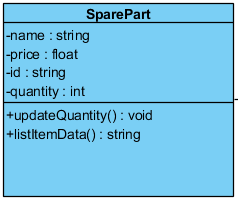 SparePart
-name : string
-price : float
-id : string
-quantity : int
+updateQuantity() : void
+listItemData() : string